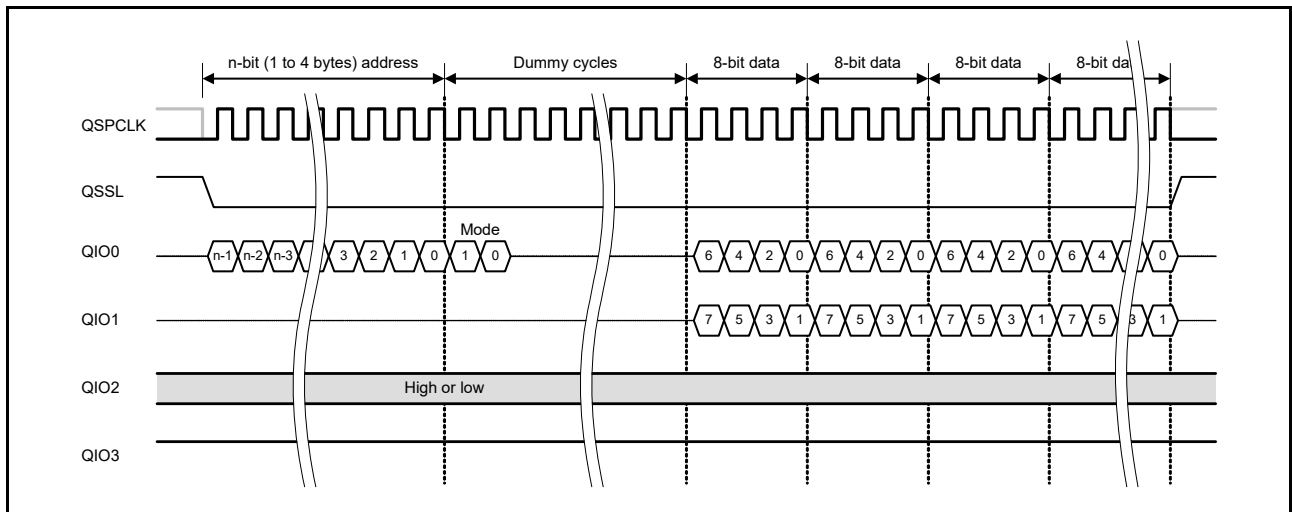 n-bit (1 to 4 bytes) address Dummy cycles 8-bit data 8-bit data 8-bit data 8-bit da
QSPCLK
QSSL
Mode
QIO0 n-1 n-2 n-3 3 2 1 0 1 0 6 4 2 0 6 4 2 0 6 4 2 0 6 4 0
QIO1 7 5 3 1 7 5 3 1 7 5 3 1 7 5 3 1
QIO2 High or low
QIO3